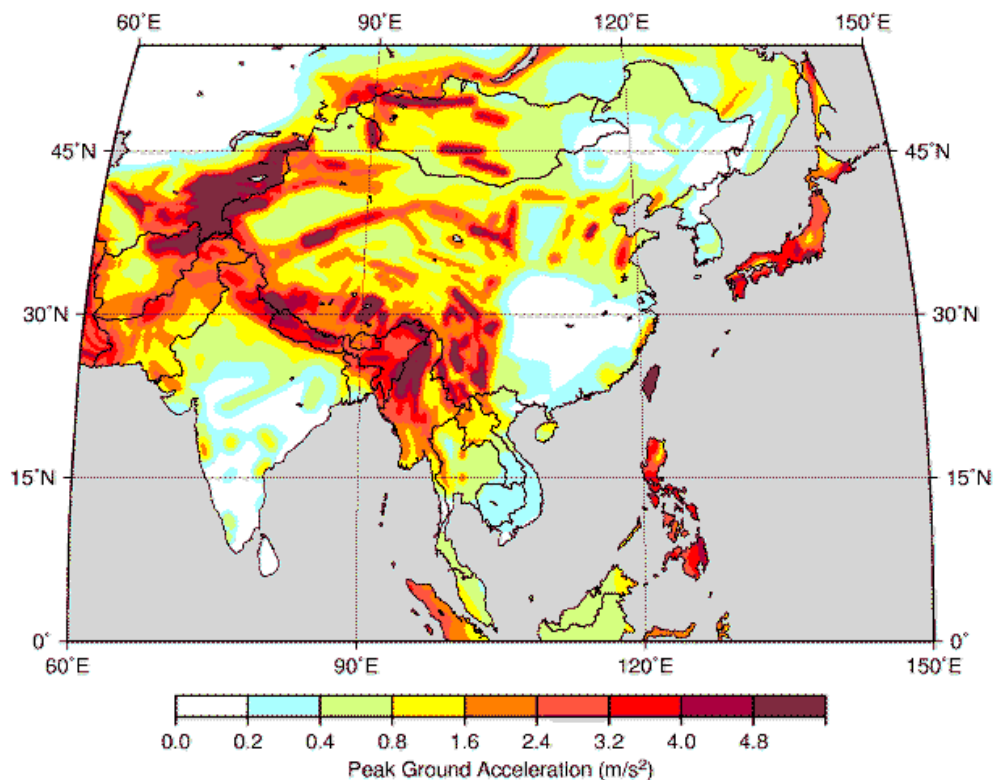 60˚E 90˚E 120˚E 150˚E
45˚N 45˚N
30˚N 30˚N
15˚N 15˚N
0˚ 0˚
60˚E 90˚E 120˚E 150˚E
0.0 0.2 0.4 0.8 1.6 2.4 3.2 4.0 4.8
Peak Ground Acceleration (m/s²)